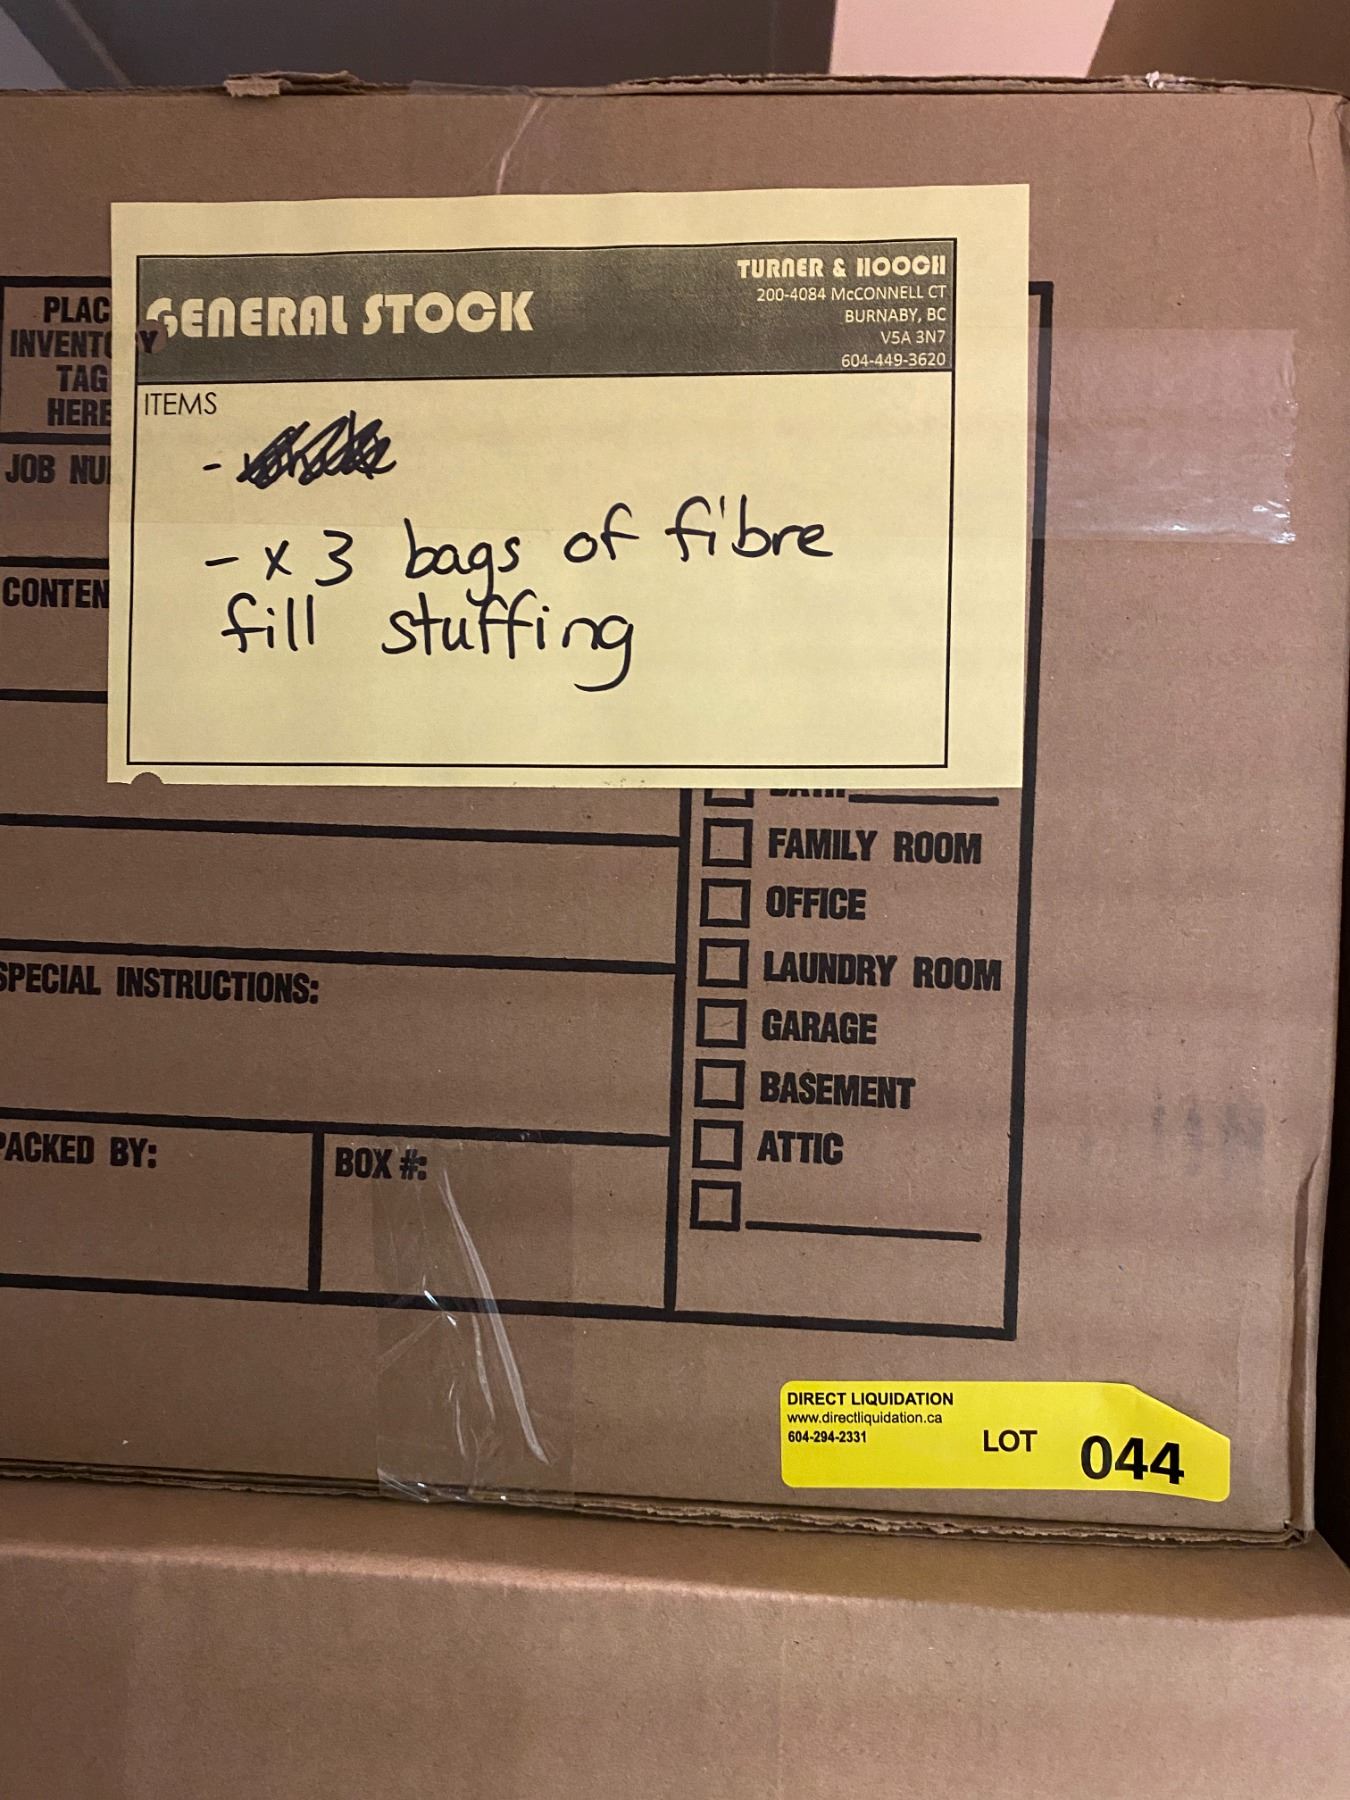 GENERAL STOCK
TURNER & HOOCH
200-4084 McCONNELL CT
BURNABY, BC
V5A 3N7
604-449-3620
ITEMS
- x 3 bags of fibre
fill stuffing
PLAC
INVENTO Y
TAG
HERE
JOB NU
CONTEN
FAMILY ROOM
OFFICE
LAUNDRY ROOM
GARAGE
BASEMENT
ATTIC
SPECIAL INSTRUCTIONS:
PACKED BY:
BOX #:
DIRECT LIQUIDATION
www.directliquidation.ca
604-294-2331
LOT 044